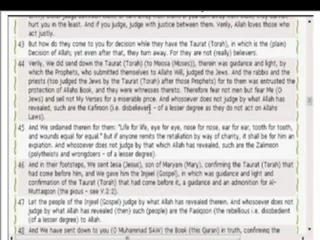 hurt you in the least. And if you judge, judge with justice between them. Verily, Allah loves those who
act justly.
43 But how do they come to you for decision while they have the Taurat (Torah), in which is the (plain)
Decision of Allah; yet even after that, they turn away. For they are not (really) believers.
44 Verily, We did send down the Taurat (Torah) [to Moosa (Moses)], therein was guidance and light, by
which the Prophets, who submitted themselves to Allahs Will, judged the Jews. And the rabbis and the
priests [too judged the Jews by the Taurat (Torah) after those Prophets] for to them was entrusted the
protection of Allahs Book, and they were witnesses thereto. Therefore fear not men but fear Me (O
Jews) and sell not My Verses for a miserable price. And whosoever does not judge by what Allah has
revealed, such are the Kafiroon (i.e. disbelievers - of a lesser degree as they do not act on Allahs
Laws).
45 And We ordained therein for them: "Life for life, eye for eye, nose for nose, ear for ear, tooth for tooth,
and wounds equal for equal." But if anyone remits the retaliation by way of charity, it shall be for him an
expiation. And whosoever does not judge by that which Allah has revealed, such are the Zalimoon
(polytheists and wrongdoers - of a lesser degree).
46 And in their footsteps, We sent Iesa (Jesus), son of Maryam (Mary), confirming the Taurat (Torah) that
had come before him, and We gave him the Injeel (Gospel), in which was guidance and light and
confirmation of the Taurat (Torah) that had come before it, a guidance and an admonition for Al-
Muttaqoon (the pious - see V.2:2).
47 Let the people of the Injeel (Gospel) judge by what Allah has revealed therein. And whosoever does not
judge by what Allah has revealed (then) such (people) are the Fasiqoon (the rebellious i.e. disobedient
(of a lesser degree) to Allah.
48 And We have sent down to you (O Muhammad SAW) the Book (this Quran) in truth, confirming the